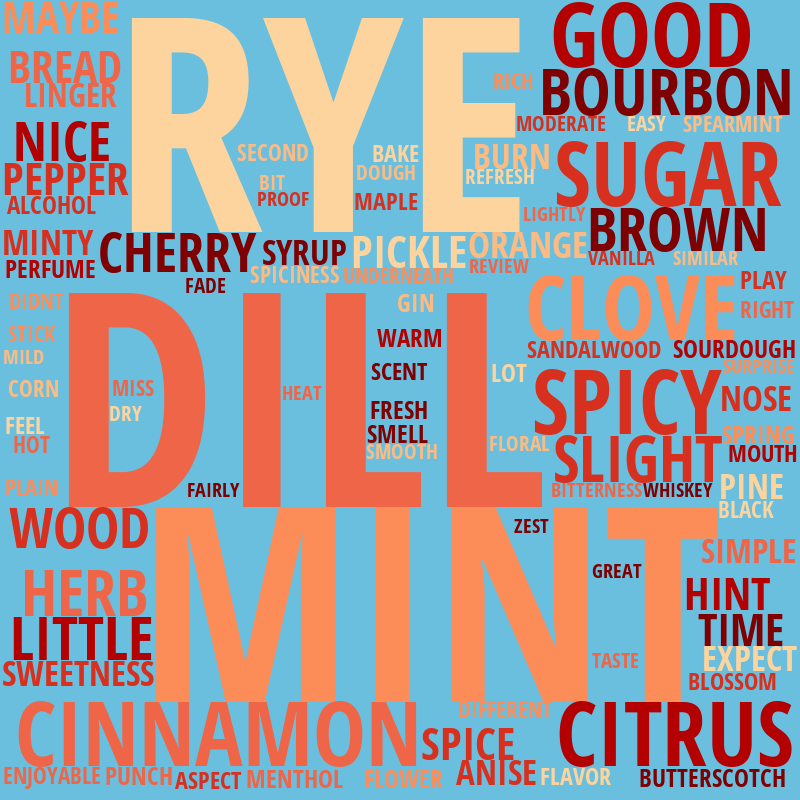 MAYBE
RYE
GOOD
BREAD
RICH
BOURBON
LINGER
MODERATE
EASY
SPEARMINT
NICE
SECOND
BAKE
BURN
SUGAR
PEPPER
BIT
DOUGH
REFRESH
ALCOHOL
PROOF
MAPLE
LIGHTLY
BROWN
MINTY
CHERRY
SYRUP
PICKLE
ORANGE
VANILLA
SIMILAR
PERFUME
SPICINESS
UNDERNEATH
REVIEW
FADE
CLOVE
PLAY
DIDNT
DILL
GIN
RIGHT
STICK
WARM
SANDALWOOD
SOURDOUGH
MILD
SCENT
LOT
SURPRISE
CORN
MISS
HEAT
SPICY
NOSE
DRY
FRESH
FEEL
SMELL
SPRING
HOT
SMOOTH
FLORAL
SLIGHT
MOUTH
PLAIN
FAIRLY
BITTERNESS
WHISKEY
PINE
BLACK
WOOD
MINT
ZEST
SIMPLE
GREAT
HERB
HINT
LITTLE
TIME
TASTE
EXPECT
SWEETNESS
BLOSSOM
DIFFERENT
CINNAMON
SPICE
CITRUS
ENJOYABLE
PUNCH
ASPECT
MENTHOL
FLOWER
ANISE
FLAVOR
BUTTERSCOTCH